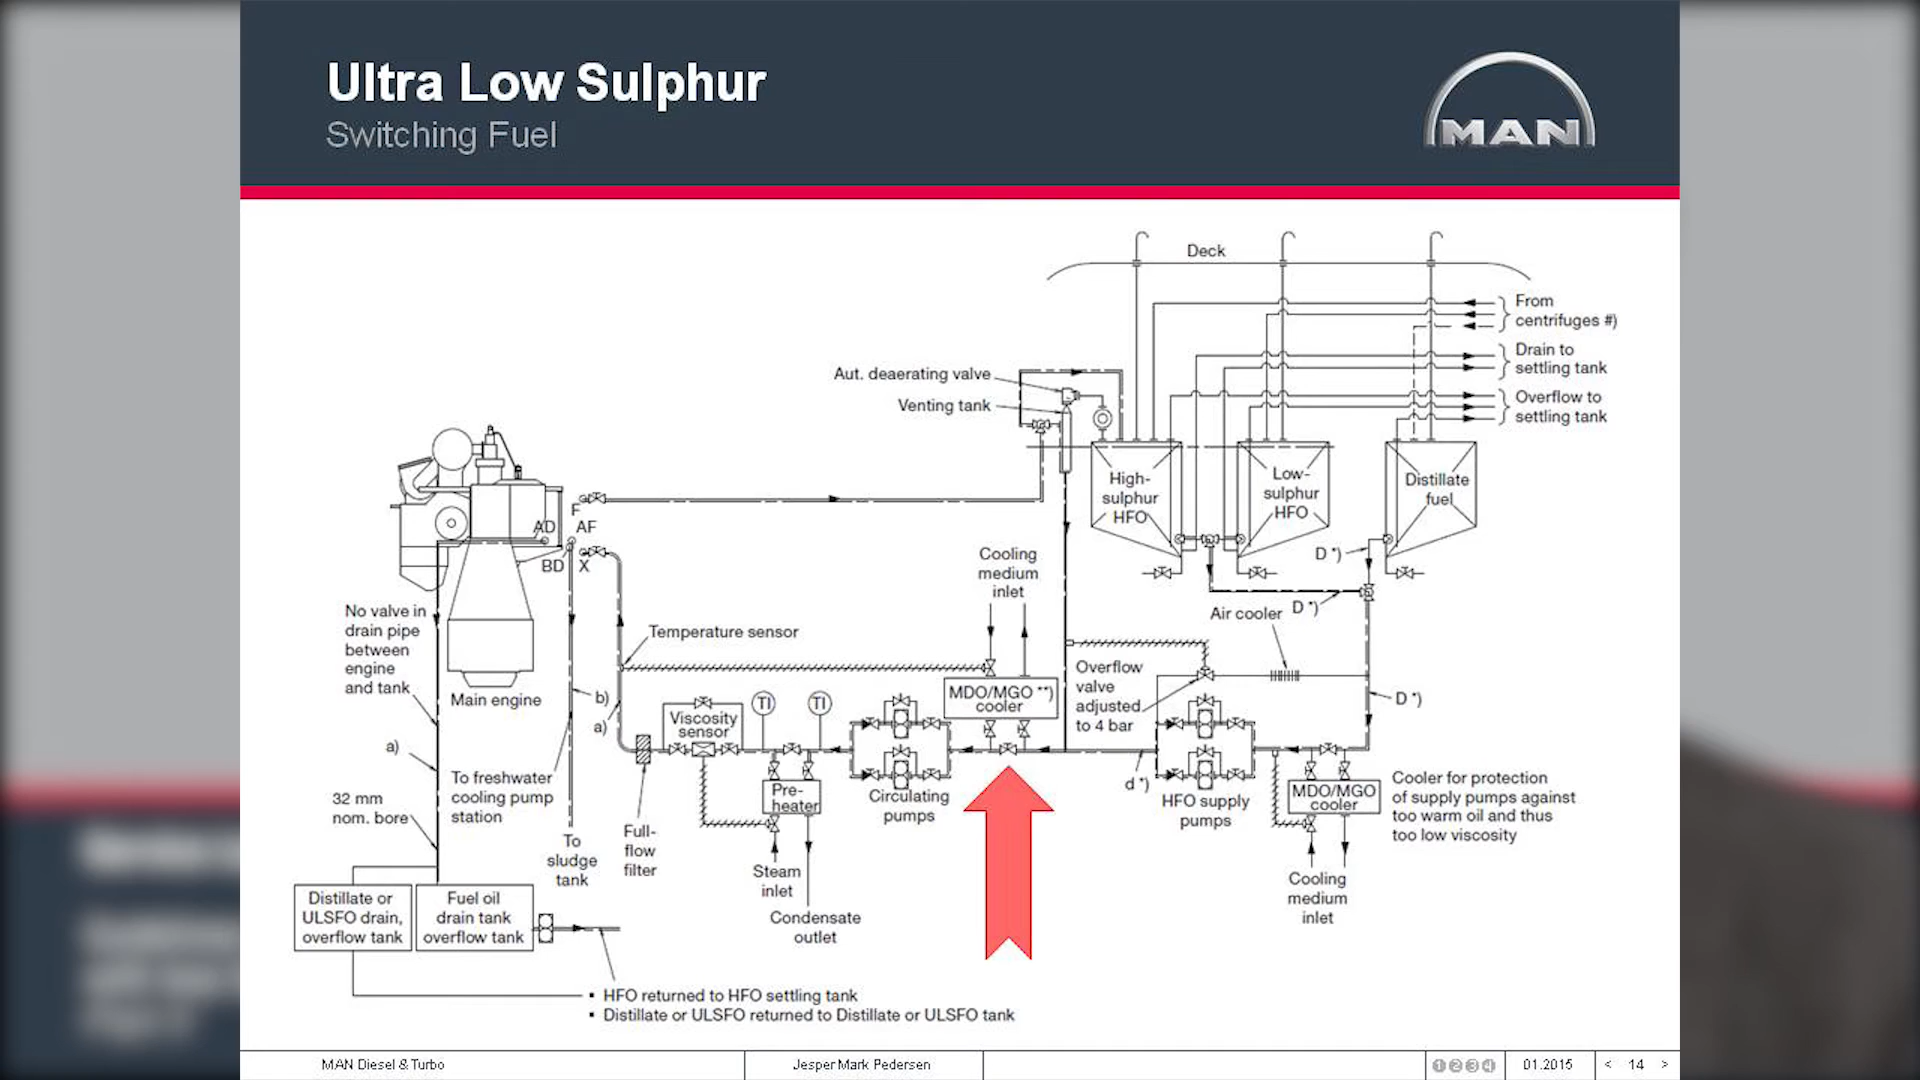 Ultra Low Sulphur
Switching Fuel
MAN
Deck
From
centrifuges #)
Drain to
settling tank
Overflow to
settling tank
Aut. deaerating valve
Venting tank
High-
sulphur
HFO
Low-
sulphur
HFO
Distillate
fuel
F
AD
AF
BD
X
D *)
D *)
Air cooler
Cooling
medium
inlet
No valve in
drain pipe
between
engine
and tank
Temperature sensor
Main engine
b)
a)
a)
Viscosity
sensor
TI
TI
MDO/MGO **)
cooler
Overflow
valve
adjusted
to 4 bar
D *)
d *)
To freshwater
cooling pump
station
32 mm
nom. bore
Pre-
heater
Circulating
pumps
HFO supply
pumps
MDO/MGO
cooler
Cooler for protection
of supply pumps against
too warm oil and thus
too low viscosity
To
sludge
tank
Full-
flow
filter
Steam
inlet
Condensate
outlet
Cooling
medium
inlet
Distillate or
ULSFO drain,
overflow tank
Fuel oil
drain tank
overflow tank
▪ HFO returned to HFO settling tank
▪ Distillate or ULSFO returned to Distillate or ULSFO tank
MAN Diesel & Turbo
Jesper Mark Pedersen
1 2 3 4
01.2015
< 14 >